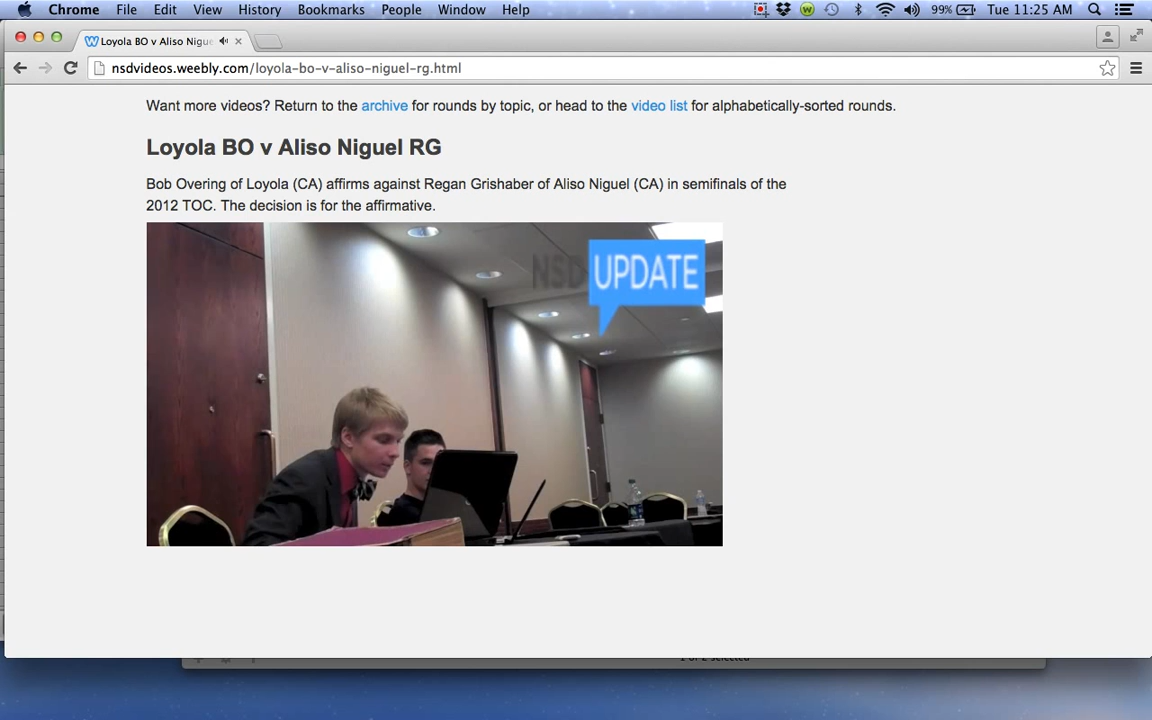 Chrome File Edit View History Bookmarks People Window Help 99% Tue 11:25 AM
Loyola BO v Aliso Nigue
nsdvideos.weebly.com/loyola-bo-v-aliso-niguel-rg.html
Want more videos? Return to the archive for rounds by topic, or head to the video list for alphabetically-sorted rounds.
Loyola BO v Aliso Niguel RG
Bob Overing of Loyola (CA) affirms against Regan Grishaber of Aliso Niguel (CA) in semifinals of the
2012 TOC. The decision is for the affirmative.
NSD UPDATE